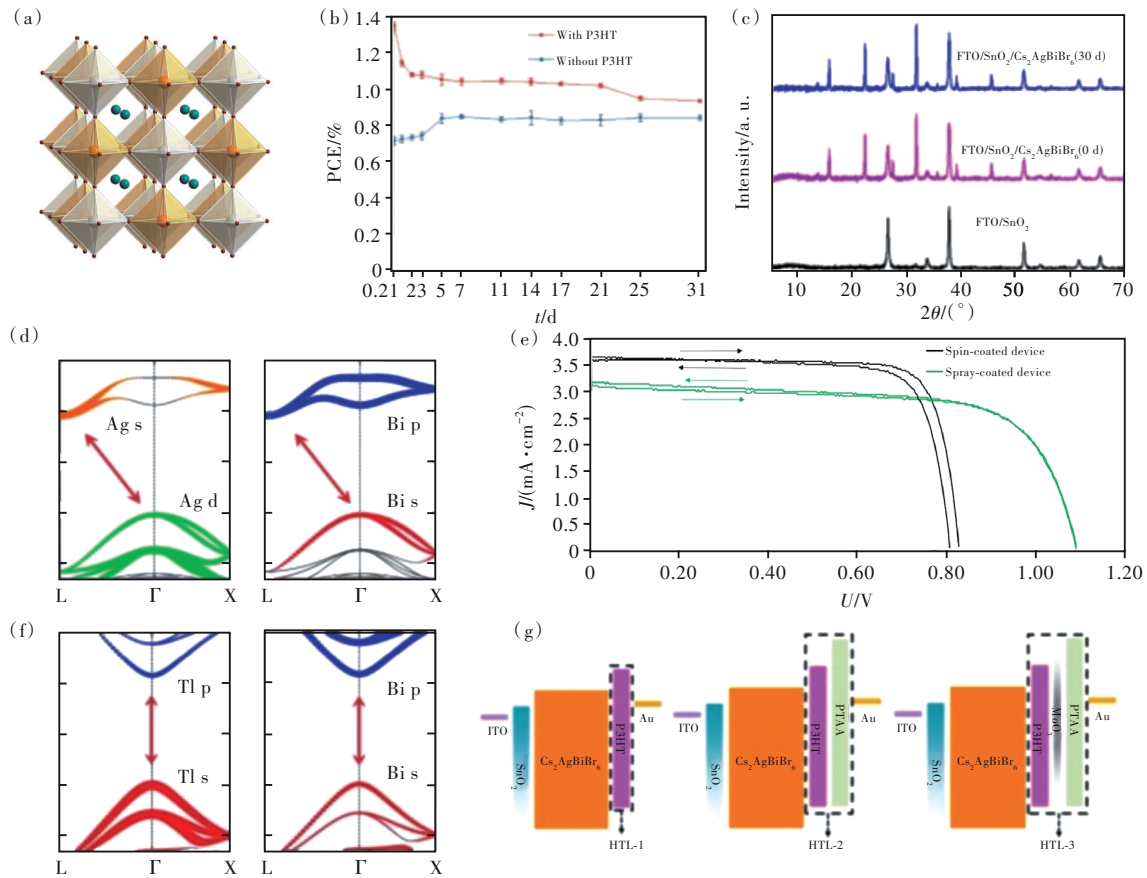 (a)
(b)
PCE/%
1.4
1.2
1.0
0.8
0.6
0.4
0.2
0
With P3HT
Without P3HT
0.21 23 5 7 11 14 17 21 25 31
t/d
(c)
Intensity/a. u.
FTO/SnO₂/Cs₂AgBiBr₆(30 d)
FTO/SnO₂/Cs₂AgBiBr₆(0 d)
FTO/SnO₂
10 20 30 40 50 60 70
2θ/(°)
(d)
Ag s
Ag d
L Γ X
Bi p
Bi s
L Γ X
(e)
J/(mA·cm⁻²)
4.0
3.5
3.0
2.5
2.0
1.5
1.0
0.5
0
Spin-coated device
Spray-coated device
0 0.20 0.40 0.60 0.80 1.00 1.20
U/V
(f)
Tl p
Tl s
L Γ X
Bi p
Bi s
L Γ X
(g)
ITO
SnO₂
Cs₂AgBiBr₆
P3HT
Au
HTL-1
ITO
SnO₂
Cs₂AgBiBr₆
P3HT
PTAA
Au
HTL-2
ITO
SnO₂
Cs₂AgBiBr₆
P3HT
MoO₃
PTAA
Au
HTL-3